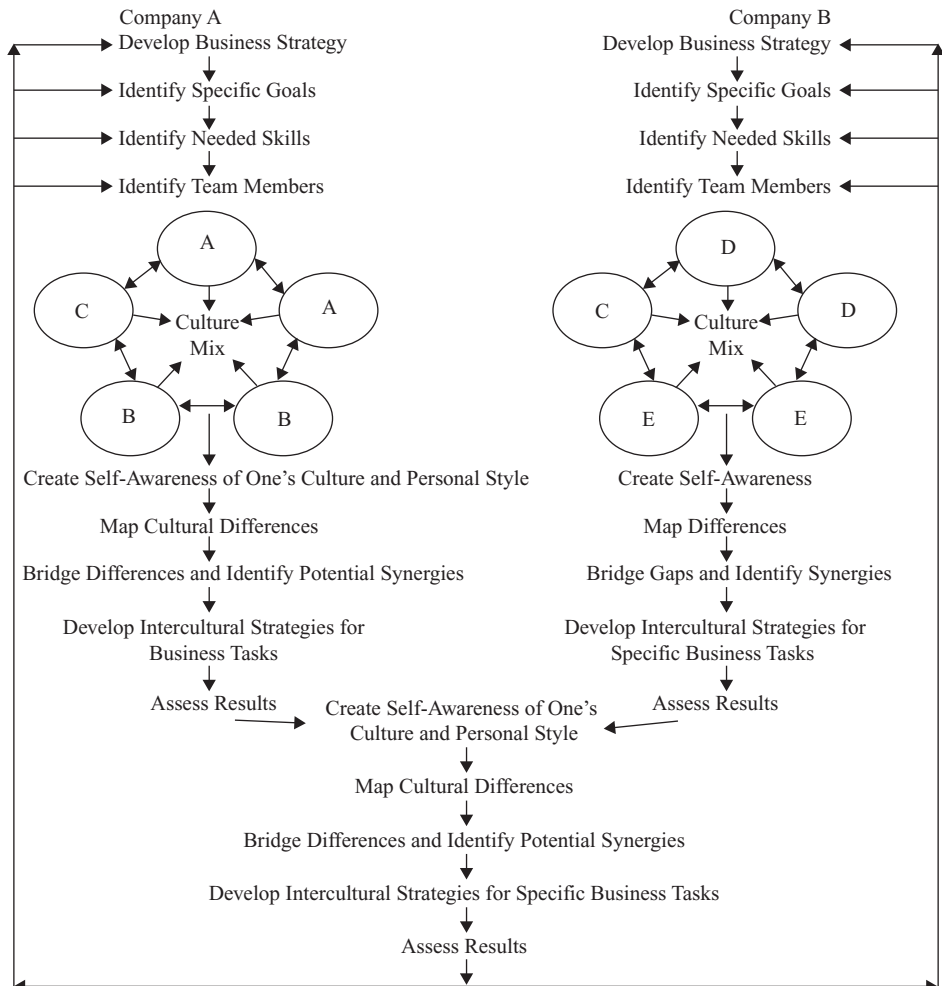 Company A
Develop Business Strategy
Identify Specific Goals
Identify Needed Skills
Identify Team Members
A
C
A
Culture
Mix
B
B
Create Self-Awareness of One's Culture and Personal Style
Map Cultural Differences
Bridge Differences and Identify Potential Synergies
Develop Intercultural Strategies for
Business Tasks
Assess Results
Company B
Develop Business Strategy
Identify Specific Goals
Identify Needed Skills
Identify Team Members
D
C
D
Culture
Mix
E
E
Create Self-Awareness
Map Differences
Bridge Gaps and Identify Synergies
Develop Intercultural Strategies for
Specific Business Tasks
Assess Results
Create Self-Awareness of One's
Culture and Personal Style
Map Cultural Differences
Bridge Differences and Identify Potential Synergies
Develop Intercultural Strategies for Specific Business Tasks
Assess Results